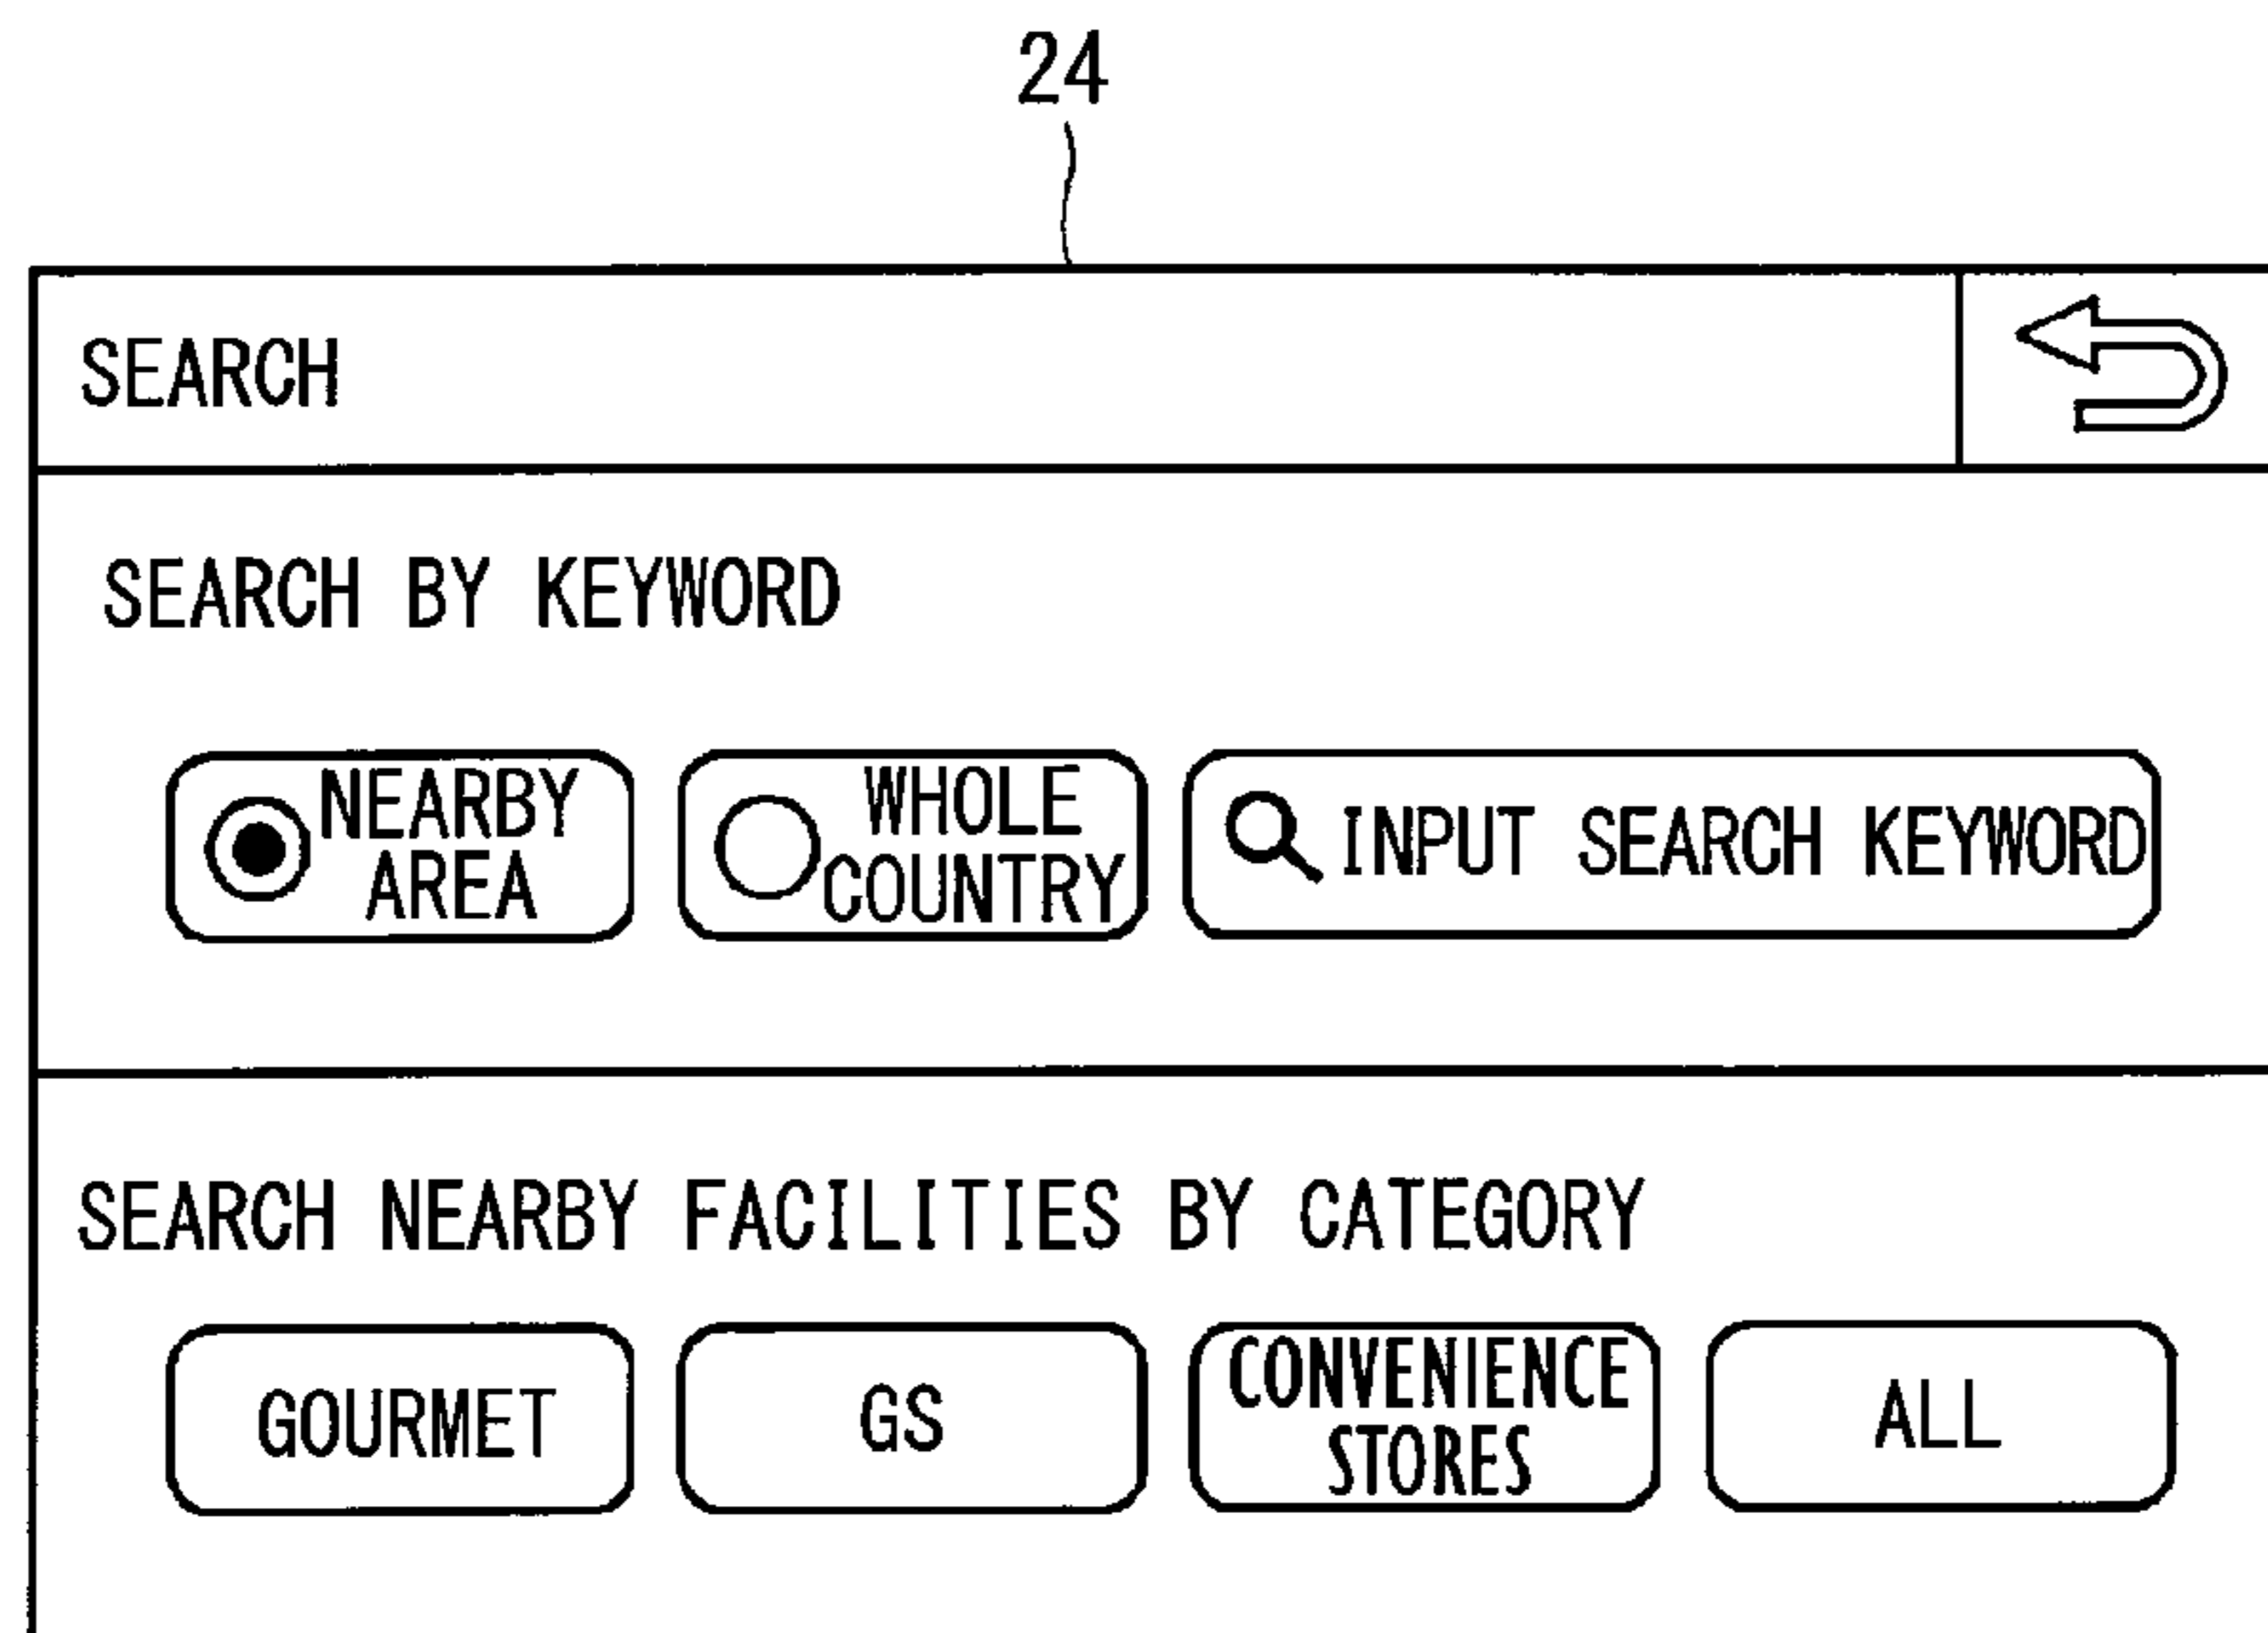 24
SEARCH
SEARCH BY KEYWORD
NEARBY
AREA
WHOLE
COUNTRY
INPUT SEARCH KEYWORD
SEARCH NEARBY FACILITIES BY CATEGORY
GOURMET
GS
CONVENIENCE
STORES
ALL